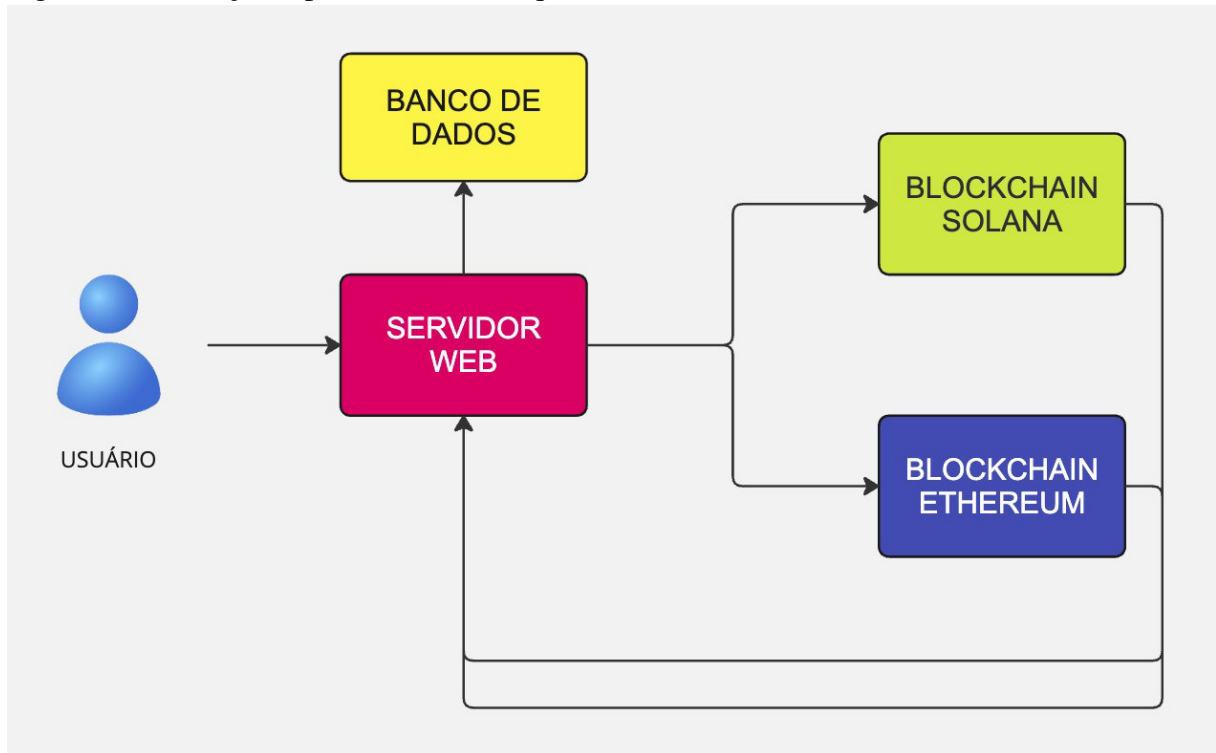 BANCO DE
DADOS
BLOCKCHAIN
SOLANA
SERVIDOR
WEB
USUÁRIO
BLOCKCHAIN
ETHEREUM